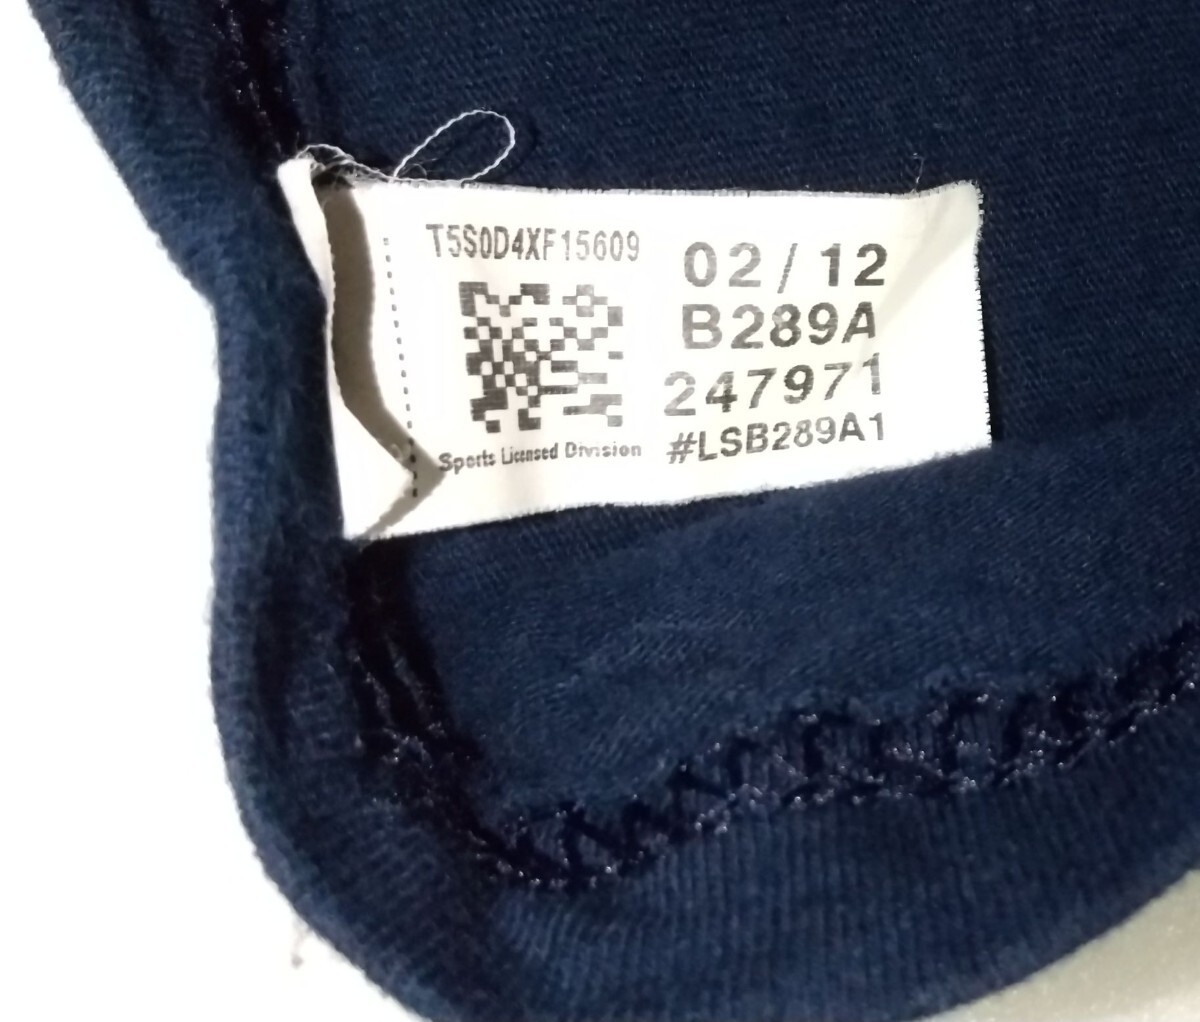 T5S0D4XF15609
Sports Licensed Division
02/12
B289A
247971
#LSB289A1